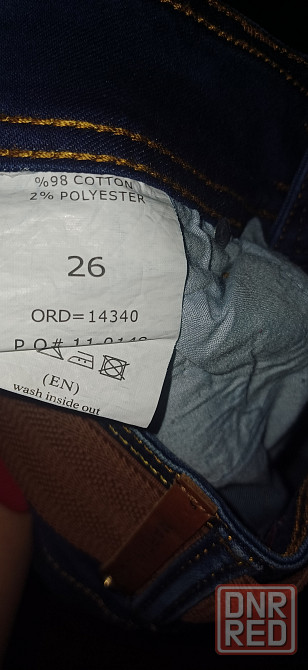 %98 COTTON
2% POLYESTER
26
ORD=14340
(EN)
wash inside out
DNR
RED